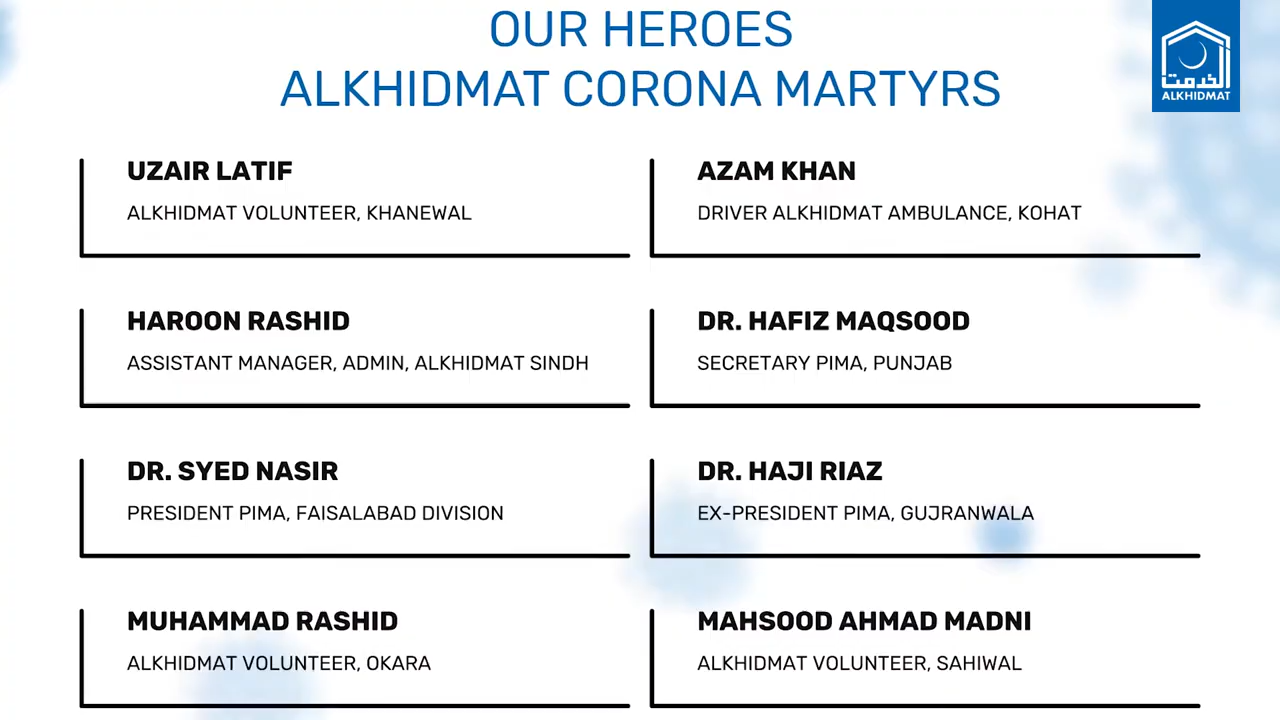 OUR HEROES
ALKHIDMAT CORONA MARTYRS
الخدمت
ALKHIDMAT
UZAIR LATIF
ALKHIDMAT VOLUNTEER, KHANEWAL
AZAM KHAN
DRIVER ALKHIDMAT AMBULANCE, KOHAT
HAROON RASHID
ASSISTANT MANAGER, ADMIN, ALKHIDMAT SINDH
DR. HAFIZ MAQSOOD
SECRETARY PIMA, PUNJAB
DR. SYED NASIR
PRESIDENT PIMA, FAISALABAD DIVISION
DR. HAJI RIAZ
EX-PRESIDENT PIMA, GUJRANWALA
MUHAMMAD RASHID
ALKHIDMAT VOLUNTEER, OKARA
MAHSOOD AHMAD MADNI
ALKHIDMAT VOLUNTEER, SAHIWAL